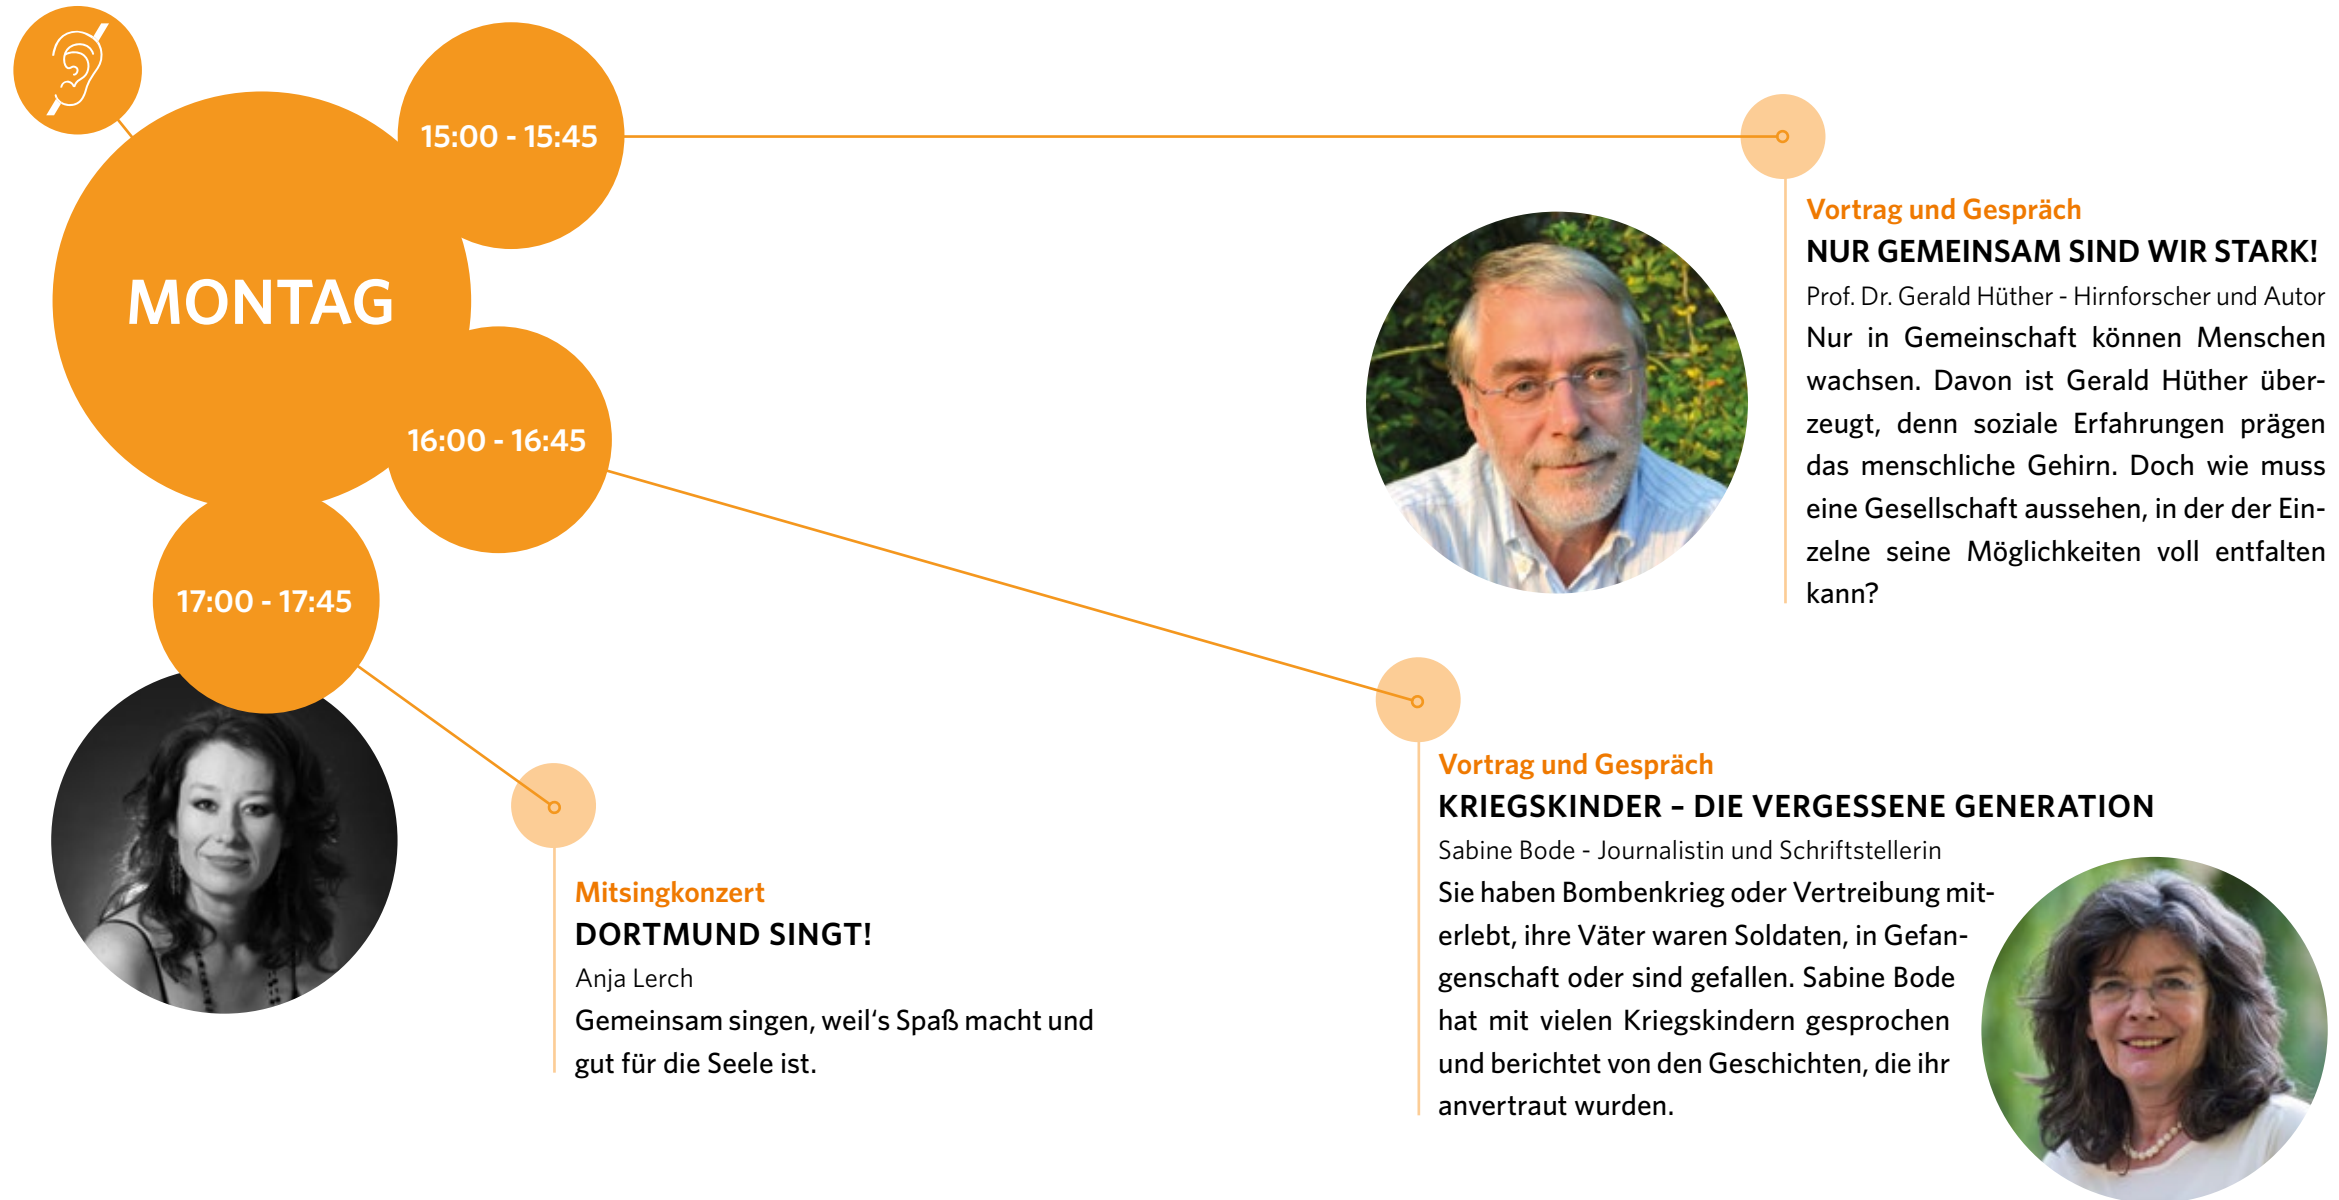 MONTAG
15:00 - 15:45
Vortrag und Gespräch
NUR GEMEINSAM SIND WIR STARK!
Prof. Dr. Gerald Hüther - Hirnforscher und Autor
Nur in Gemeinschaft können Menschen
wachsen. Davon ist Gerald Hüther über-
zeugt, denn soziale Erfahrungen prägen
das menschliche Gehirn. Doch wie muss
eine Gesellschaft aussehen, in der der Ein-
zelne seine Möglichkeiten voll entfalten
kann?
16:00 - 16:45
Vortrag und Gespräch
KRIEGSKINDER – DIE VERGESSENE GENERATION
Sabine Bode - Journalistin und Schriftstellerin
Sie haben Bombenkrieg oder Vertreibung mit-
erlebt, ihre Väter waren Soldaten, in Gefan-
genschaft oder sind gefallen. Sabine Bode
hat mit vielen Kriegskindern gesprochen
und berichtet von den Geschichten, die ihr
anvertraut wurden.
17:00 - 17:45
Mitsingkonzert
DORTMUND SINGT!
Anja Lerch
Gemeinsam singen, weil‘s Spaß macht und
gut für die Seele ist.